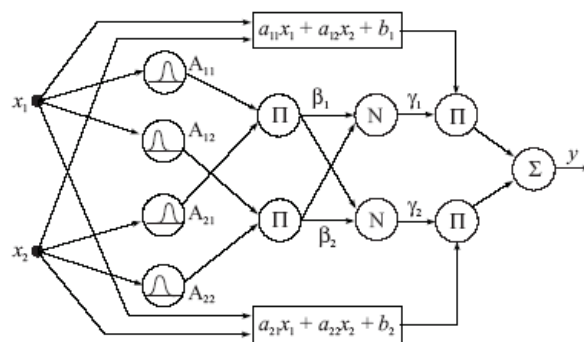 a₁₁x₁ + a₁₂x₂ + b₁
A₁₁
x₁
A₁₂
Π
β₁
N
γ₁
Π
Σ
y
A₂₁
x₂
Π
β₂
N
γ₂
Π
A₂₂
a₂₁x₁ + a₂₂x₂ + b₂